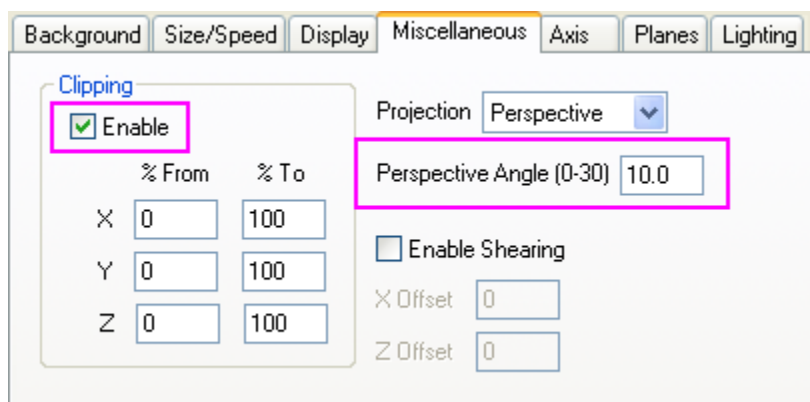 Background Size/Speed Display Miscellaneous Axis Planes Lighting
Clipping
Enable
% From % To
X 0 100
Y 0 100
Z 0 100
Projection Perspective
Perspective Angle (0-30) 10.0
Enable Shearing
X Offset 0
Z Offset 0